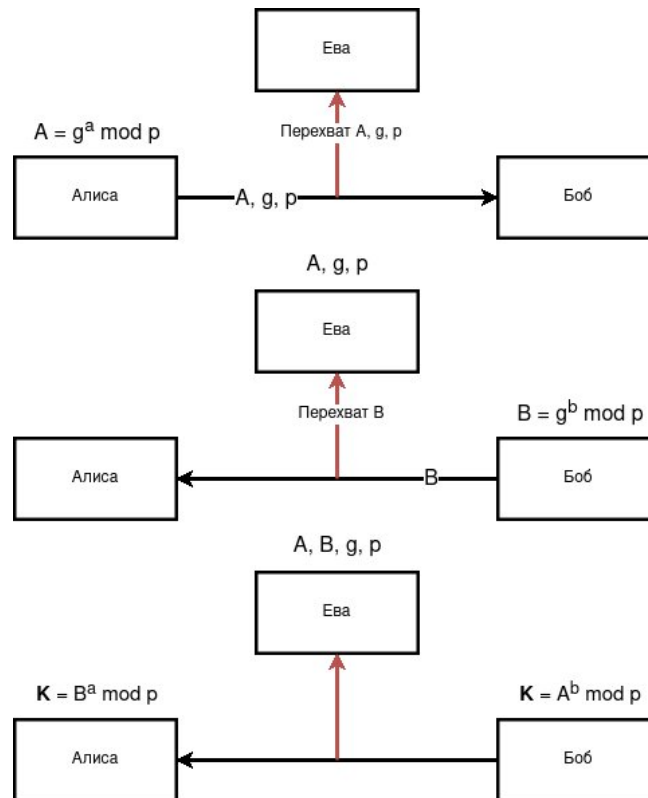 Ева
A = g^a mod p
Перехват A, g, p
Алиса
A, g, p
Боб
A, g, p
Ева
Перехват B
B = g^b mod p
Алиса
B
Боб
A, B, g, p
Ева
K = B^a mod p
K = A^b mod p
Алиса
Боб